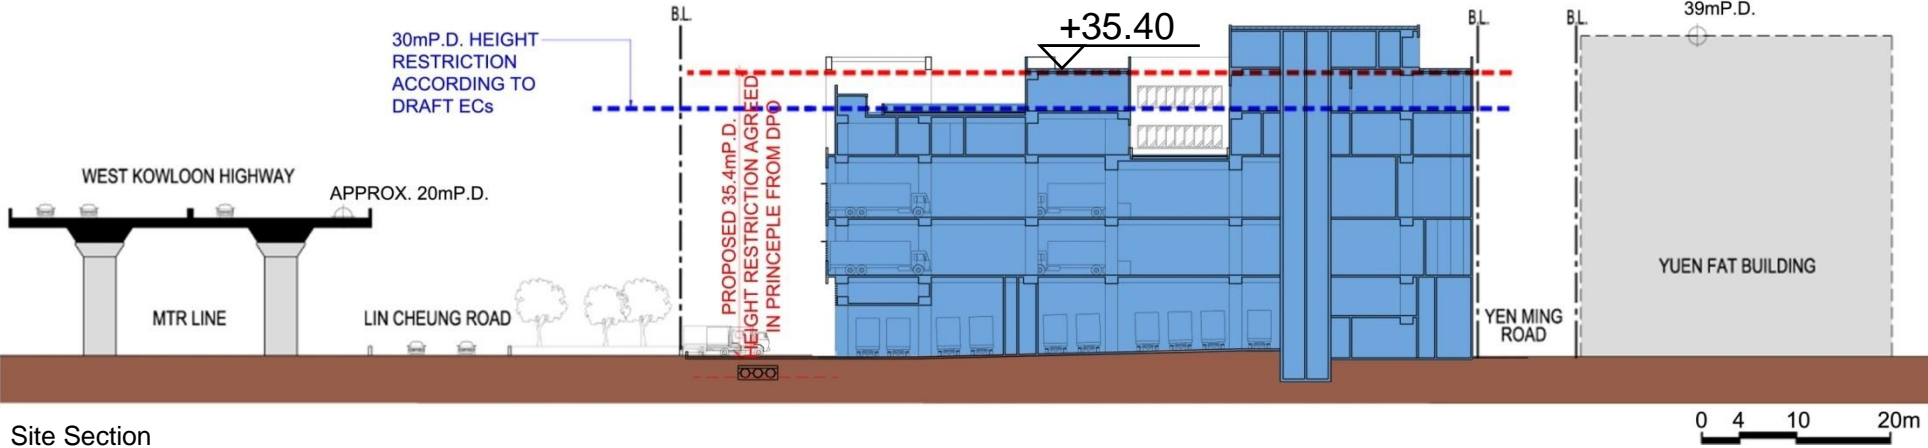 B.L.
+35.40
B.L.
B.L.
39mP.D.
30mP.D. HEIGHT
RESTRICTION
ACCORDING TO
DRAFT ECs
PROPOSED 35.4mP.D.
HEIGHT RESTRICTION AGREED
IN PRINCEPLE FROM DPO
WEST KOWLOON HIGHWAY
APPROX. 20mP.D.
MTR LINE
LIN CHEUNG ROAD
YEN MING
ROAD
YUEN FAT BUILDING
0 4 10 20m
Site Section